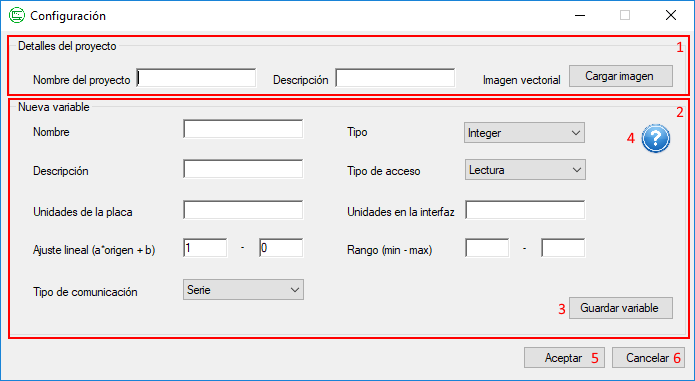 Configuración
Detalles del proyecto 1
Nombre del proyecto Descripción Imagen vectorial Cargar imagen
Nueva variable 2
Nombre Tipo Integer
4 ?
Descripción Tipo de acceso Lectura
Unidades de la placa Unidades en la interfaz
Ajuste lineal (a*origen + b) 1 - 0 Rango (min - max) -
Tipo de comunicación Serie
3 Guardar variable
Aceptar 5 Cancelar 6